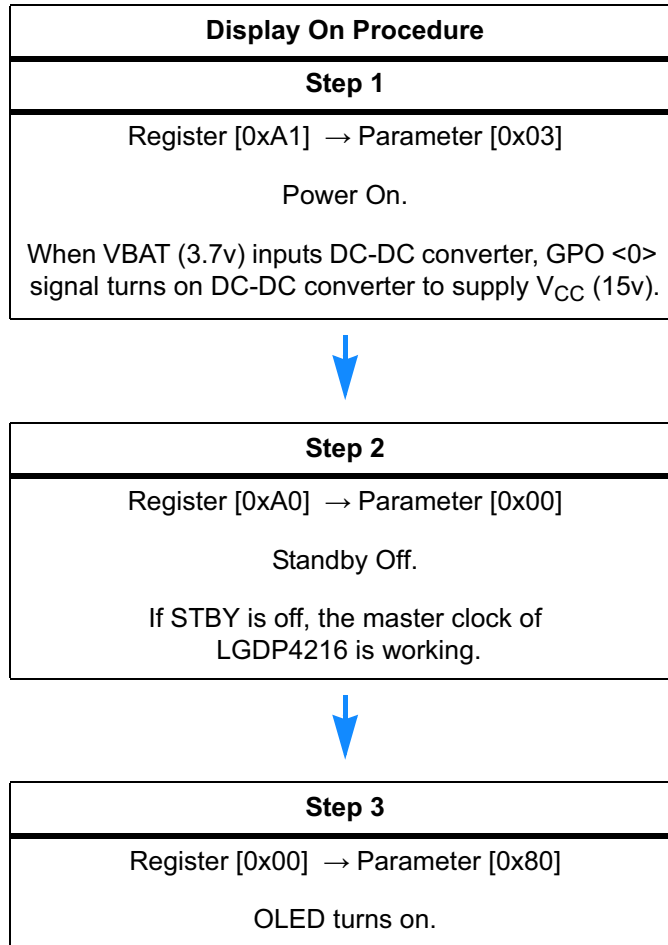 Display On Procedure
Step 1
Register [0xA1] → Parameter [0x03]
Power On.
When VBAT (3.7v) inputs DC-DC converter, GPO <0>
signal turns on DC-DC converter to supply VCC (15v).
Step 2
Register [0xA0] → Parameter [0x00]
Standby Off.
If STBY is off, the master clock of
LGDP4216 is working.
Step 3
Register [0x00] → Parameter [0x80]
OLED turns on.